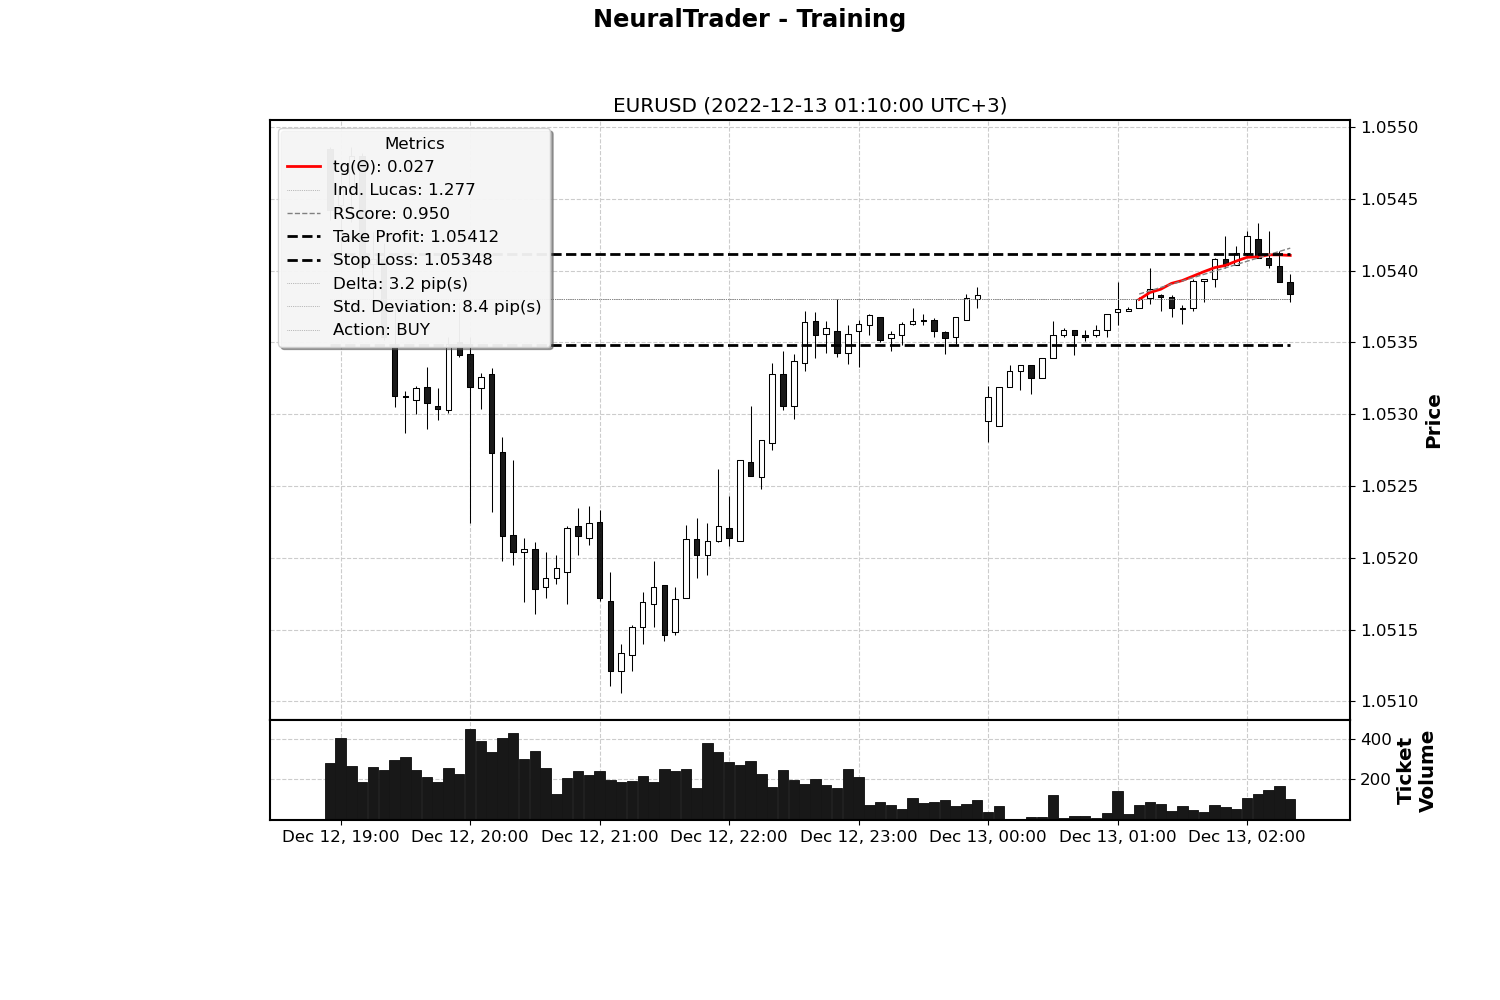 NeuralTrader - Training
EURUSD (2022-12-13 01:10:00 UTC+3)
Metrics
tg(Θ): 0.027
Ind. Lucas: 1.277
RScore: 0.950
Take Profit: 1.05412
Stop Loss: 1.05348
Delta: 3.2 pip(s)
Std. Deviation: 8.4 pip(s)
Action: BUY
1.0550
1.0545
1.0540
1.0535
1.0530
1.0525
1.0520
1.0515
1.0510
Price
400
200
Ticket
Volume
Dec 12, 19:00
Dec 12, 20:00
Dec 12, 21:00
Dec 12, 22:00
Dec 12, 23:00
Dec 13, 00:00
Dec 13, 01:00
Dec 13, 02:00